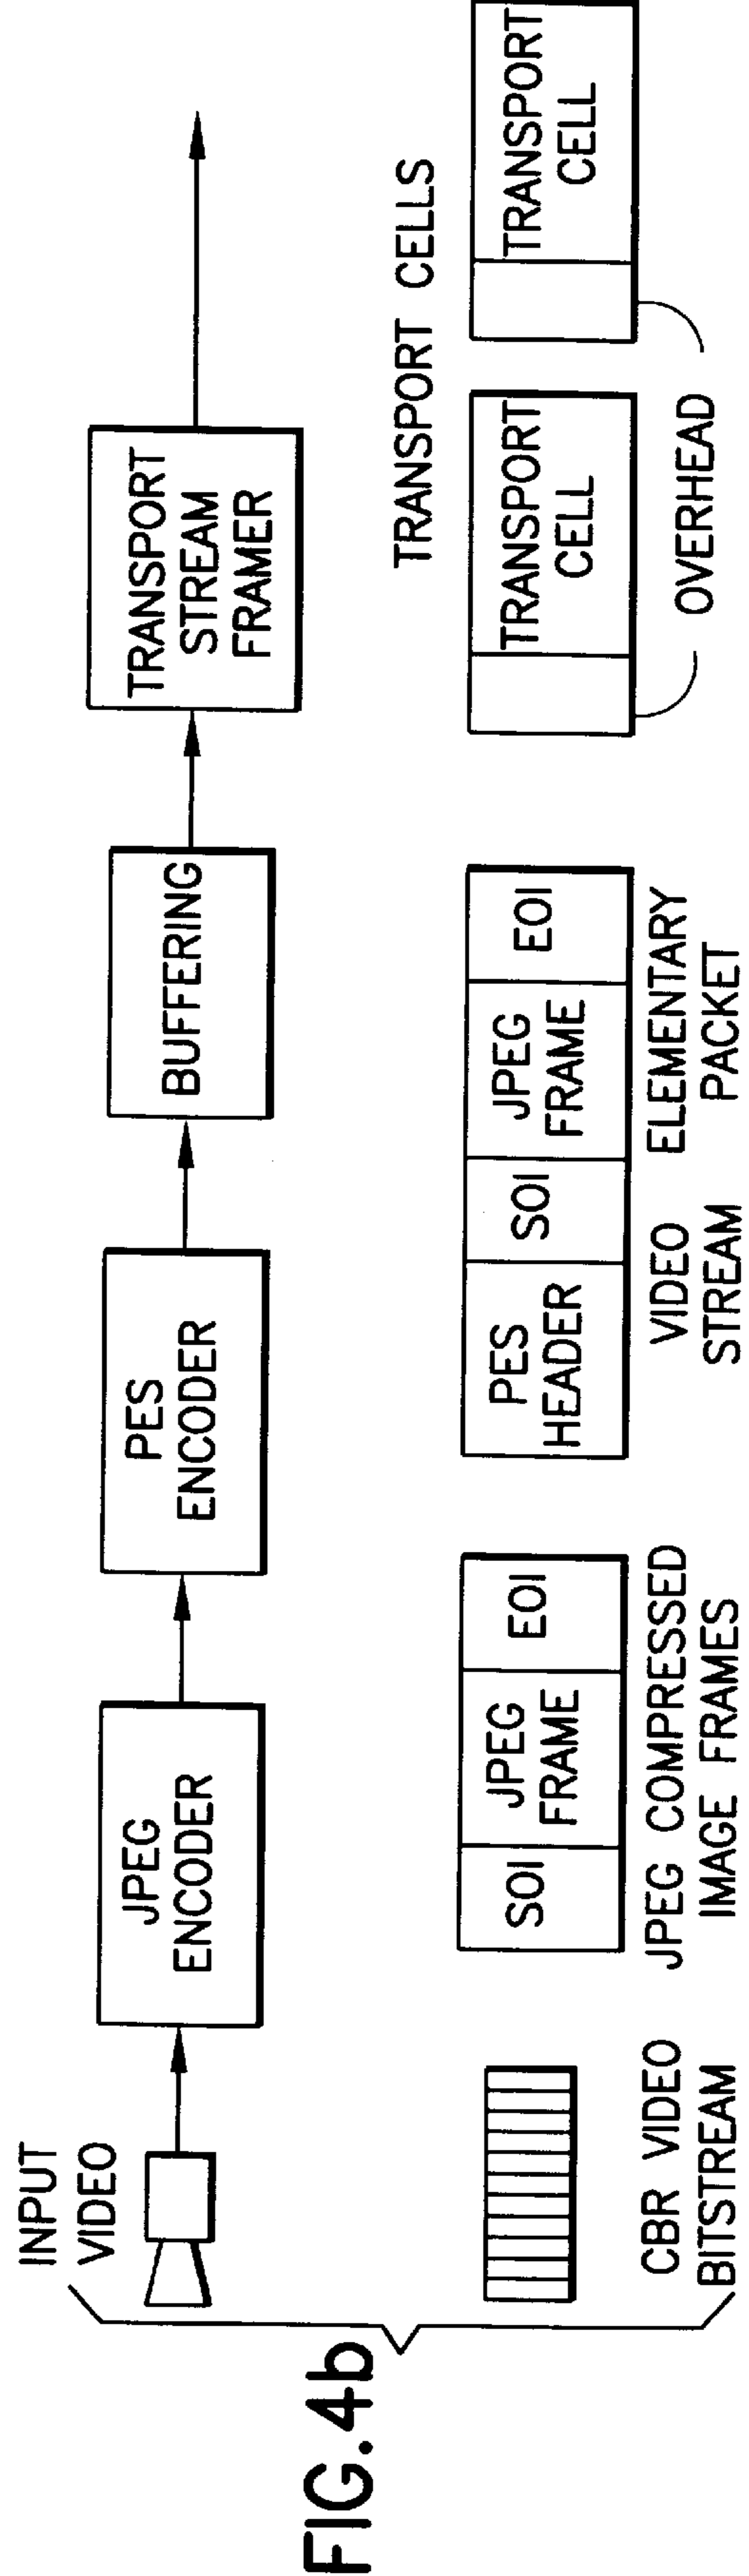 FIG. 4b
INPUT
VIDEO
JPEG
ENCODER
PES
ENCODER
BUFFERING
TRANSPORT
STREAM
FRAMER
CBR VIDEO
BITSTREAM
SOI
JPEG
FRAME
EOI
JPEG COMPRESSED
IMAGE FRAMES
PES
HEADER
SOI
JPEG
FRAME
EOI
VIDEO ELEMENTARY
STREAM PACKET
TRANSPORT CELLS
TRANSPORT
CELL
TRANSPORT
CELL
OVERHEAD